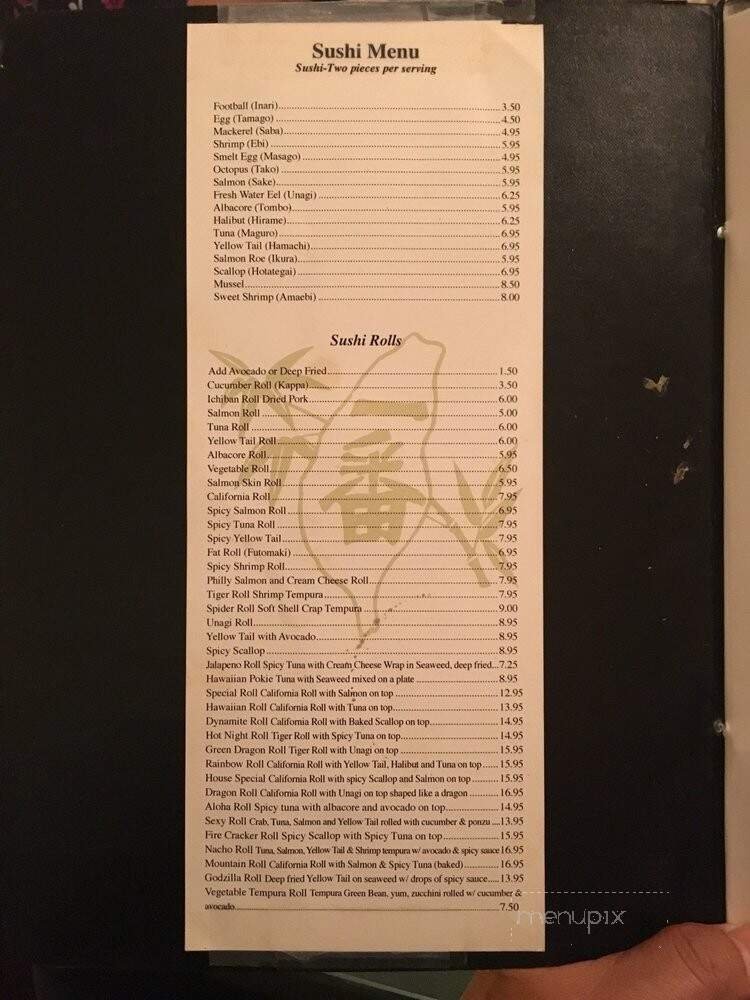 Sushi Menu
Sushi-Two pieces per serving
Football (Inari)..........3.50
Egg (Tamago)..........4.50
Mackerel (Saba)..........4.95
Shrimp (Ebi)..........5.95
Smelt Egg (Masago)..........4.95
Octopus (Tako)..........5.95
Salmon (Sake)..........5.95
Fresh Water Eel (Unagi)..........6.25
Albacore (Tombo)..........5.95
Halibut (Hirame)..........6.25
Tuna (Maguro)..........6.95
Yellow Tail (Hamachi)..........6.95
Salmon Roe (Ikura)..........5.95
Scallop (Hotategai)..........6.95
Mussel..........8.50
Sweet Shrimp (Amaebi)..........8.00
Sushi Rolls
Add Avocado or Deep Fried..........1.50
Cucumber Roll (Kappa)..........3.50
Ichiban Roll Dried Pork..........6.00
Salmon Roll..........5.00
Tuna Roll..........6.00
Yellow Tail Roll..........6.00
Albacore Roll..........5.95
Vegetable Roll..........6.50
Salmon Skin Roll..........5.95
California Roll..........7.95
Spicy Salmon Roll..........6.95
Spicy Tuna Roll..........7.95
Spicy Yellow Tail..........7.95
Fat Roll (Futomaki)..........6.95
Spicy Shrimp Roll..........7.95
Philly Salmon and Cream Cheese Roll..........7.95
Tiger Roll Shrimp Tempura..........7.95
Spider Roll Soft Shell Crap Tempura..........9.00
Unagi Roll..........8.95
Yellow Tail with Avocado..........8.95
Spicy Scallop..........8.95
Jalapeno Roll Spicy Tuna with Cream Cheese Wrap in Seaweed, deep fried...7.25
Hawaiian Pokie Tuna with Seaweed mixed on a plate..........8.95
Special Roll California Roll with Salmon on top..........12.95
Hawaiian Roll California Roll with Tuna on top..........13.95
Dynamite Roll California Roll with Baked Scallop on top..........14.95
Hot Night Roll Tiger Roll with Spicy Tuna on top..........14.95
Green Dragon Roll Tiger Roll with Unagi on top..........15.95
Rainbow Roll California Roll with Yellow Tail, Halibut and Tuna on top......15.95
House Special California Roll with spicy Scallop and Salmon on top..........15.95
Dragon Roll California Roll with Unagi on top shaped like a dragon..........16.95
Aloha Roll Spicy tuna with albacore and avocado on top..........14.95
Sexy Roll Crab, Tuna, Salmon and Yellow Tail rolled with cucumber & ponzu....13.95
Fire Cracker Roll Spicy Scallop with Spicy Tuna on top..........15.95
Nacho Roll Tuna, Salmon, Yellow Tail & Shrimp tempura w/ avocado & spicy sauce 16.95
Mountain Roll California Roll with Salmon & Spicy Tuna (baked)..........16.95
Godzilla Roll Deep fried Yellow Tail on seaweed w/ drops of spicy sauce.....13.95
Vegetable Tempura Roll Tempura Green Bean, yum, zucchini rolled w/ cucumber &
avocado..........7.50
一番
menupix